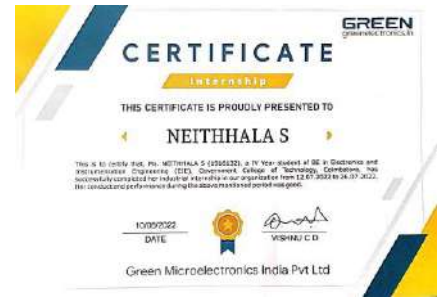 GREEN
greenelectronics.in
CERTIFICATE
Internship
THIS CERTIFICATE IS PROUDLY PRESENTED TO
NEITHHALA S
This is to certify that, Ms. NEITHHALA S a IV Year student of BE in Electronics and
Instrumentation Engineering (EIE), Government College of Technology, Coimbatore, has
successfully completed her industrial internship in our organization from 12.07.2022 to 26.07.2022.
Her conduct and performance during the above mentioned period was good.
10/08/2022
DATE
VISHNU C D
Green Microelectronics India Pvt Ltd